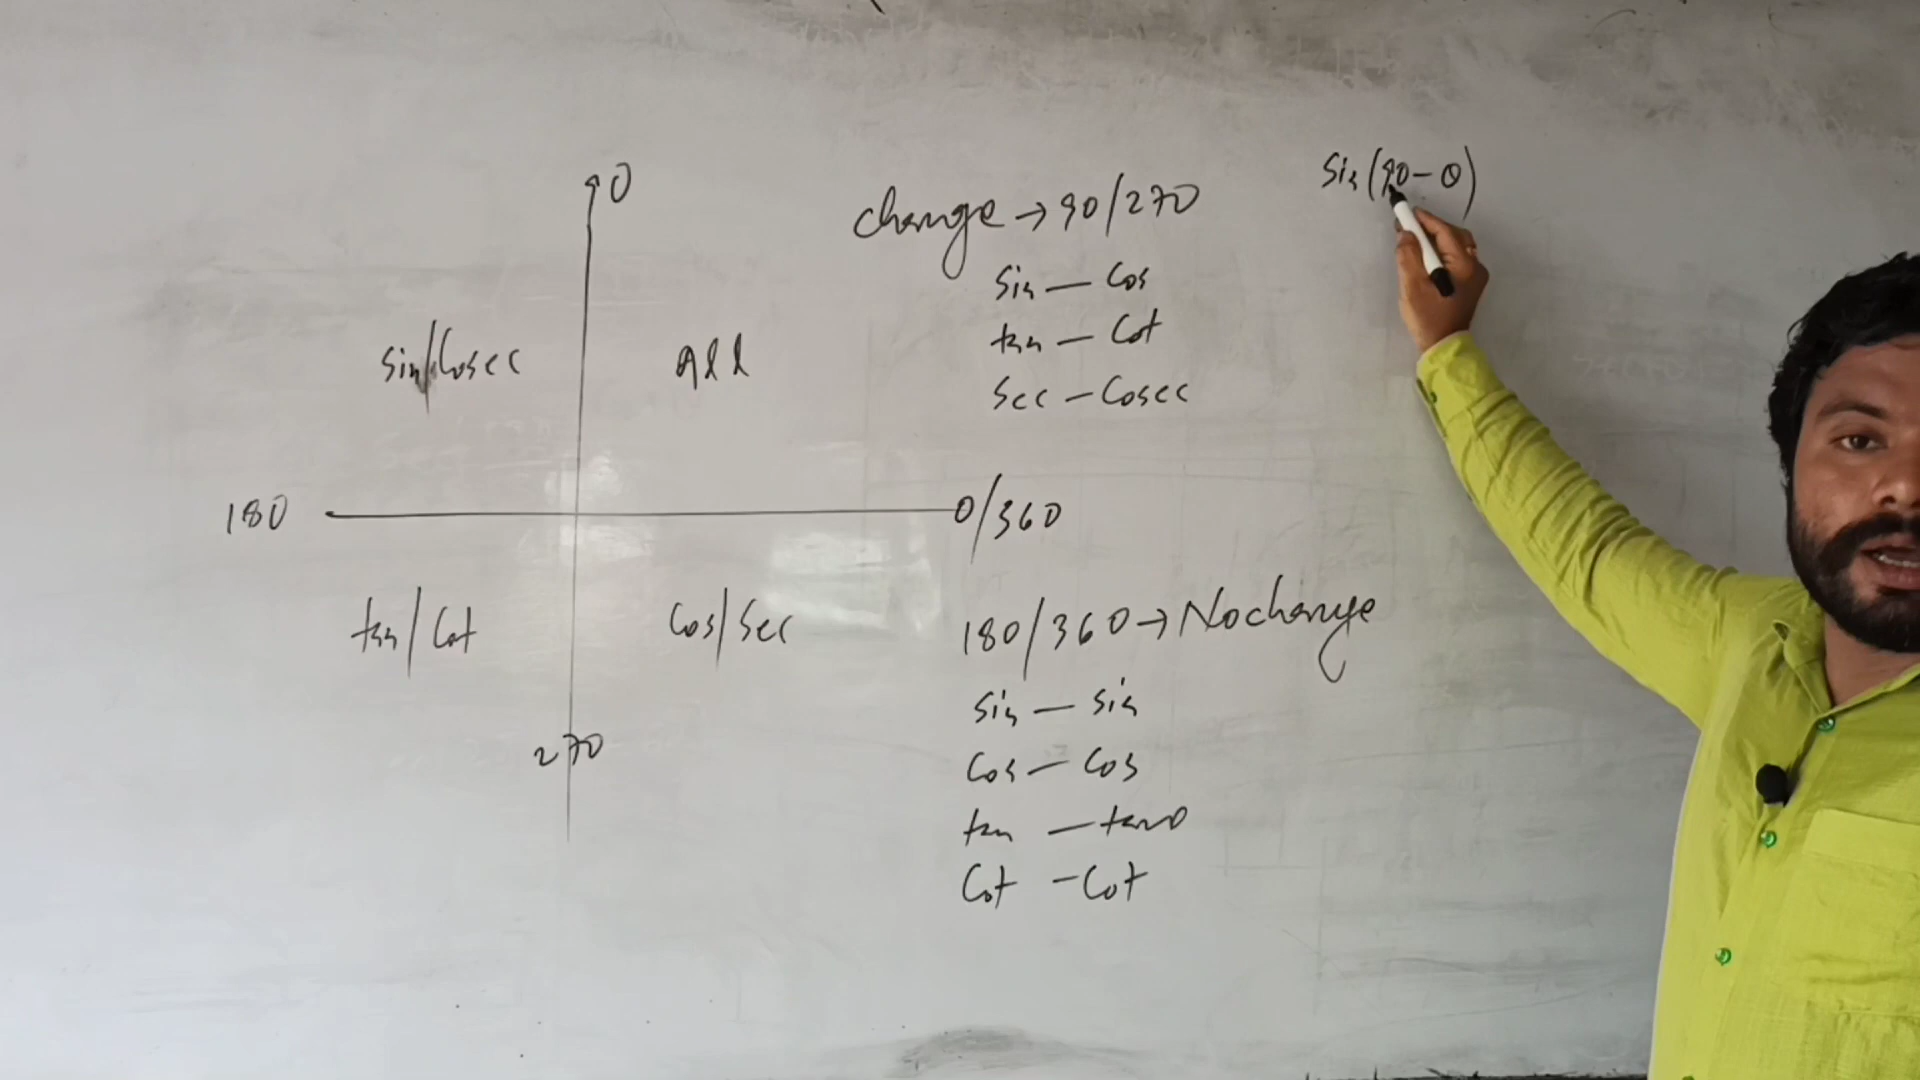 90
Sin(90-θ)
change → 90/270
Sin — Cos
tan — Cot
Sec — Cosec
Sin/Cosec
All
180
0/360
tan/Cot
Cos/Sec
180/360 → No change
270
Sin — Sin
Cos — Cos
tan — tanθ
Cot — Cot